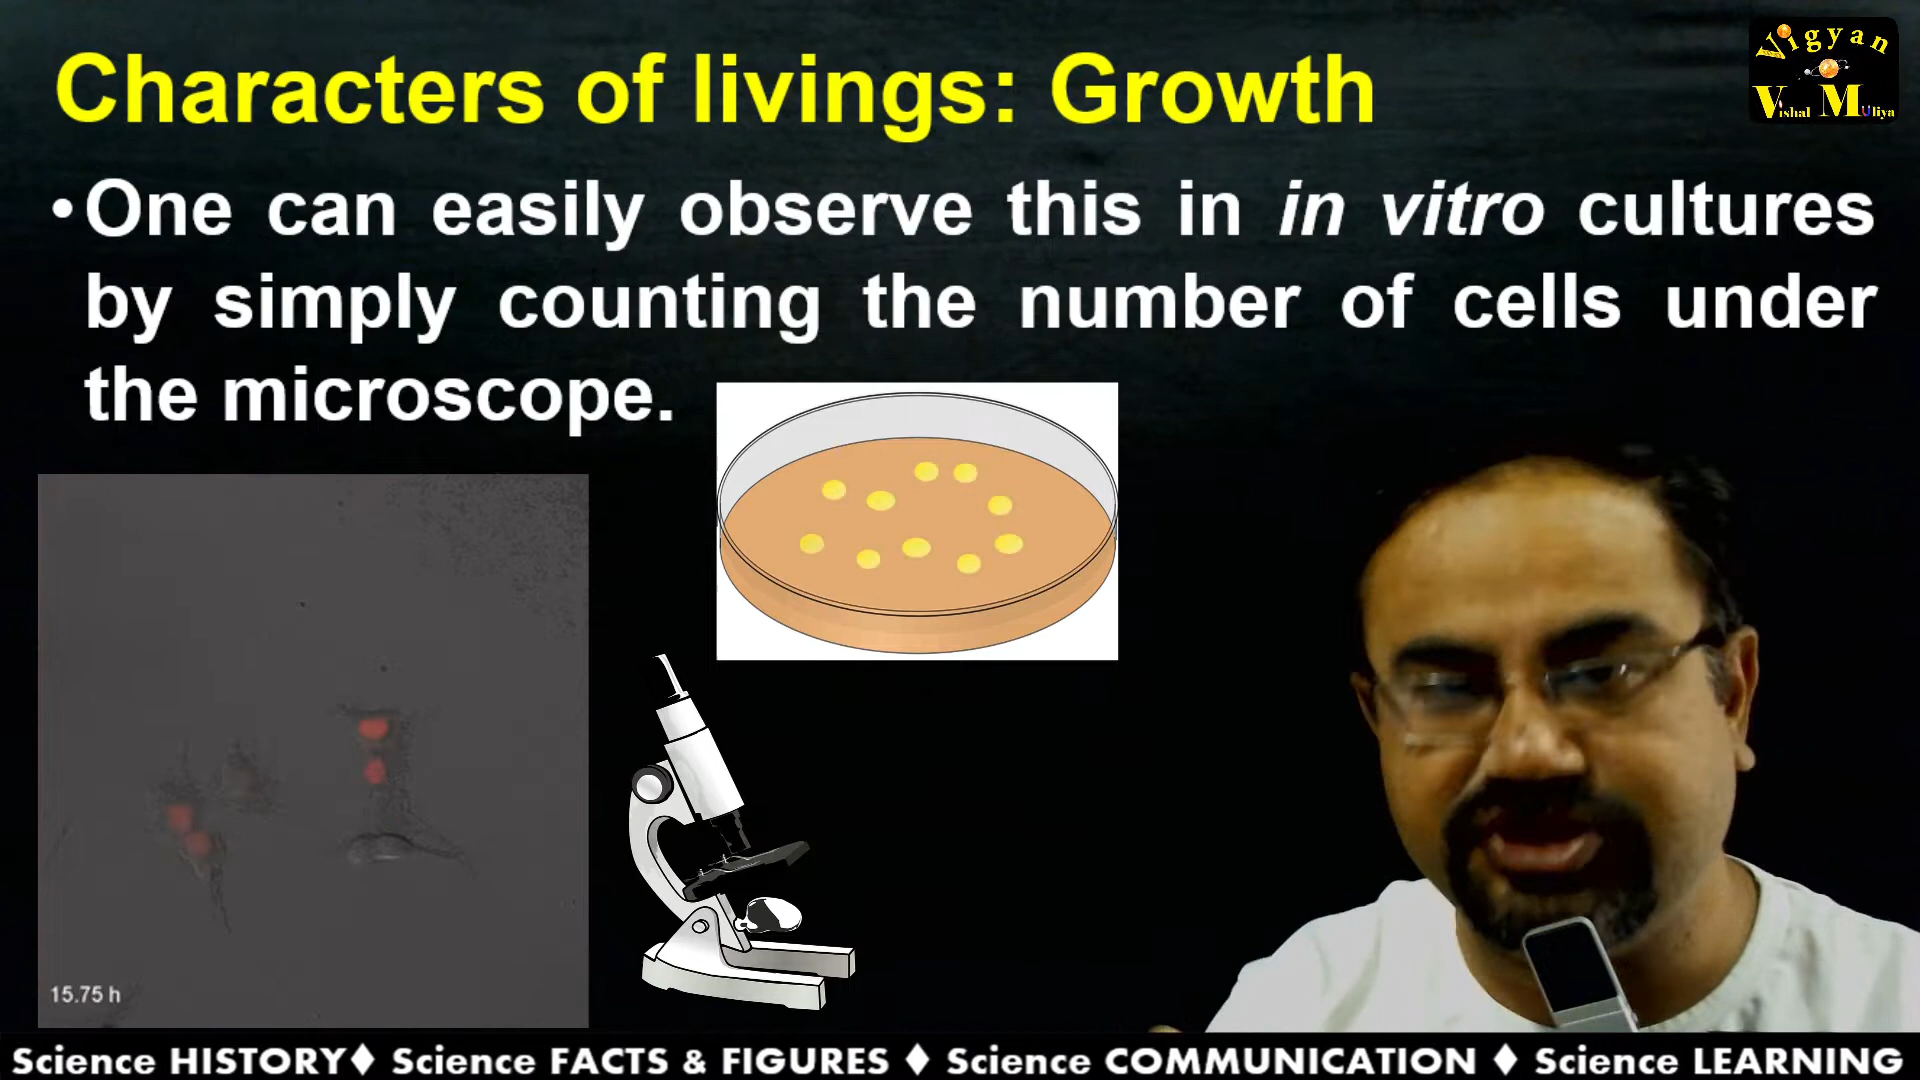 Characters of livings: Growth
Vigyan
Vishal Muliya
•One can easily observe this in in vitro cultures
by simply counting the number of cells under
the microscope.
15.75 h
Science HISTORY♦ Science FACTS & FIGURES ♦ Science COMMUNICATION ♦ Science LEARNING